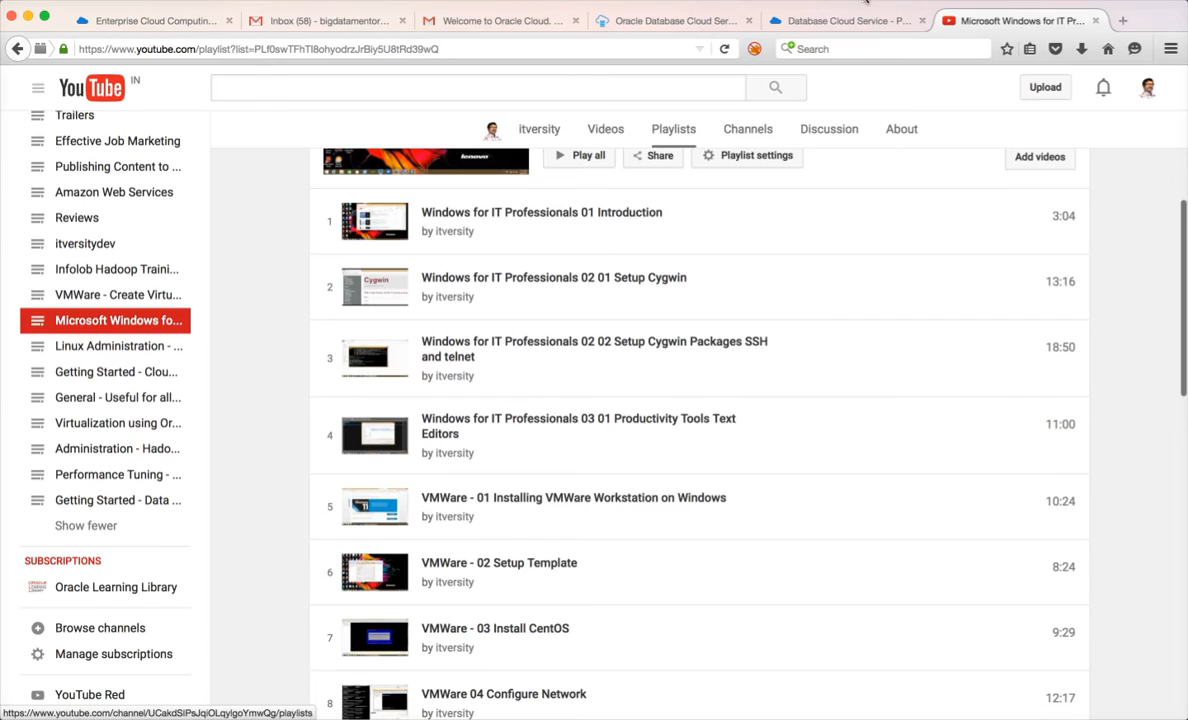 Enterprise Cloud Computin...
Inbox (58) - bigdatamentor...
Welcome to Oracle Cloud. ...
Oracle Database Cloud Ser...
Database Cloud Service - P...
Microsoft Windows for IT Pr...
https://www.youtube.com/playlist?list=PLf0swTFhTI8ohyodrzJrBiy5U8tRd39wQ
Search
YouTube IN
Upload
itversity
Videos
Playlists
Channels
Discussion
About
Trailers
Effective Job Marketing
Publishing Content to ...
Amazon Web Services
Reviews
itversitydev
Infolob Hadoop Traini...
VMWare - Create Virtu...
Microsoft Windows fo...
Linux Administration - ...
Getting Started - Clou...
General - Useful for all...
Virtualization using Or...
Administration - Hado...
Performance Tuning - ...
Getting Started - Data ...
Show fewer
SUBSCRIPTIONS
Oracle Learning Library
Browse channels
Manage subscriptions
YouTube Red
lenovo
Play all
Share
Playlist settings
Add videos
1
Windows for IT Professionals 01 Introduction
by itversity
3:04
2
Cygwin
Windows for IT Professionals 02 01 Setup Cygwin
by itversity
13:16
3
Windows for IT Professionals 02 02 Setup Cygwin Packages SSH
and telnet
by itversity
18:50
4
Windows for IT Professionals 03 01 Productivity Tools Text
Editors
by itversity
11:00
5
VMWare - 01 Installing VMWare Workstation on Windows
by itversity
10:24
6
VMWare - 02 Setup Template
by itversity
8:24
7
VMWare - 03 Install CentOS
by itversity
9:29
8
VMWare 04 Configure Network
by itversity
12:17
https://www.youtube.com/channel/UCakdSIPsJqiOLqylgoYmwQg/playlists